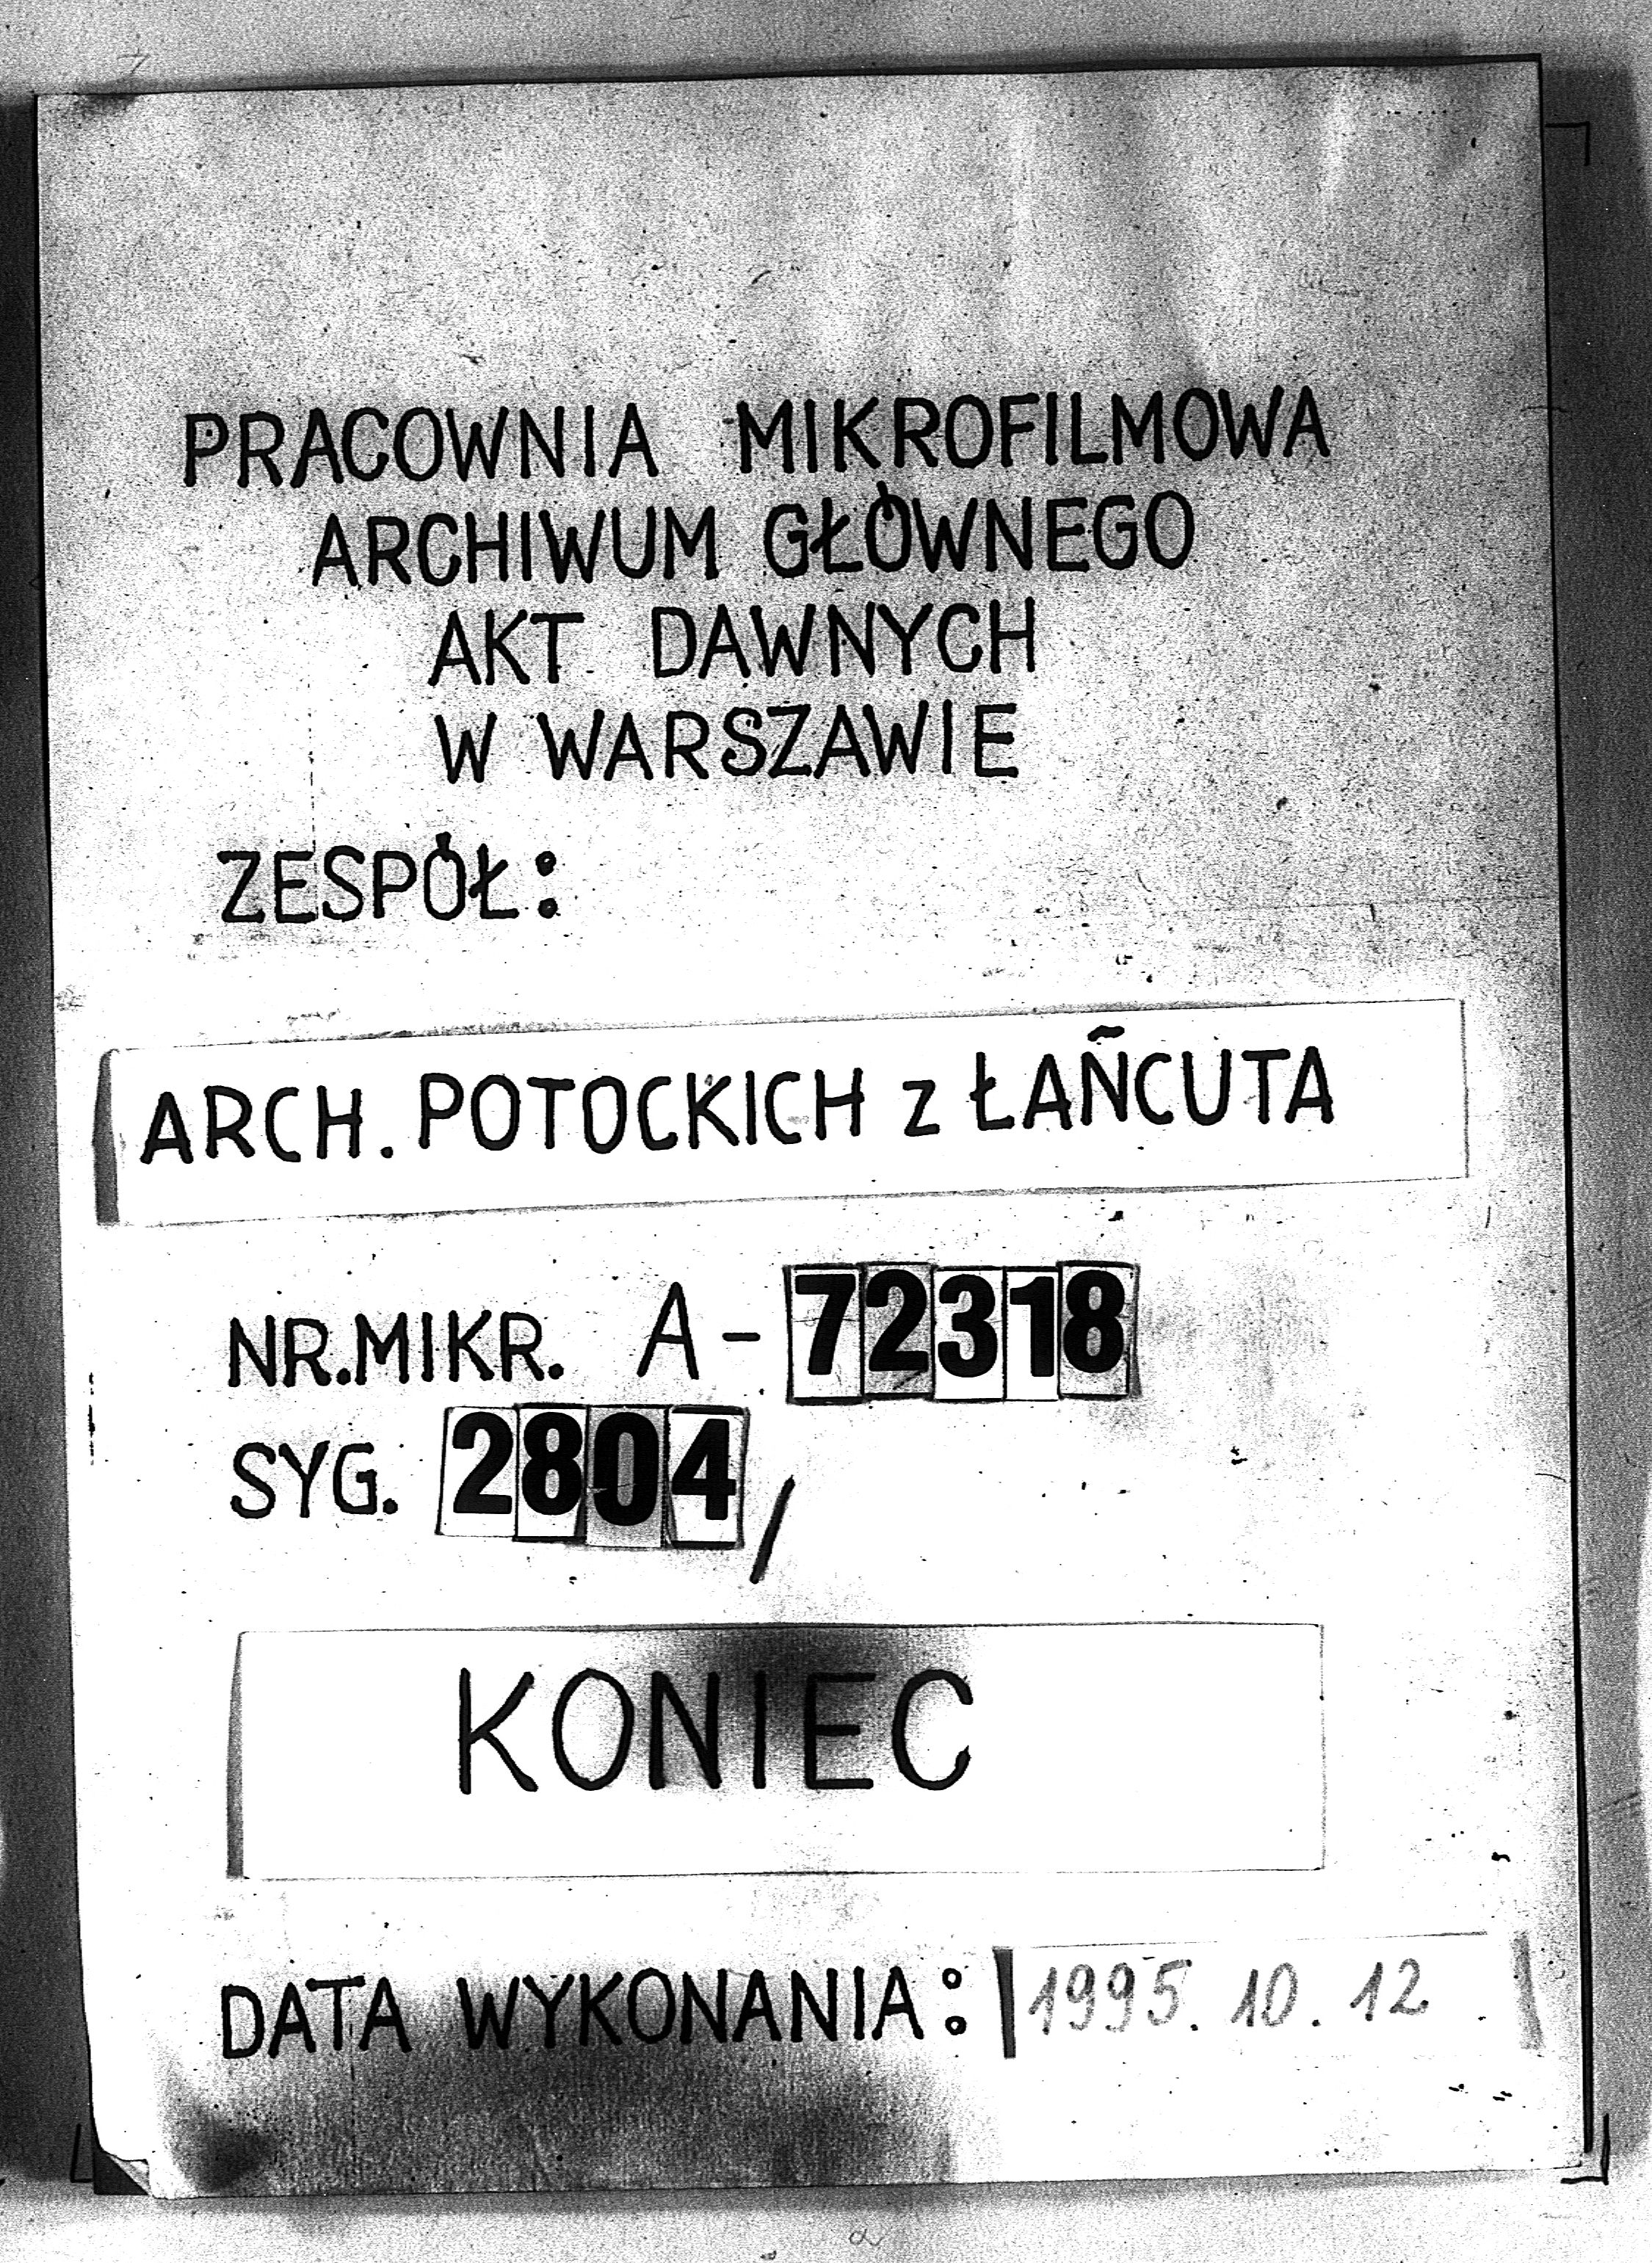 PRACOWNIA MIKROFILMOWA
ARCHIWUM GŁÓWNEGO
AKT DAWNYCH
W WARSZAWIE
ZESPÓŁ:
ARCH. POTOCKICH z ŁAŃCUTA
NR.MIKR. A-72318
SYG. 2804/
KONIEC
DATA WYKONANIA: 1995.10.12